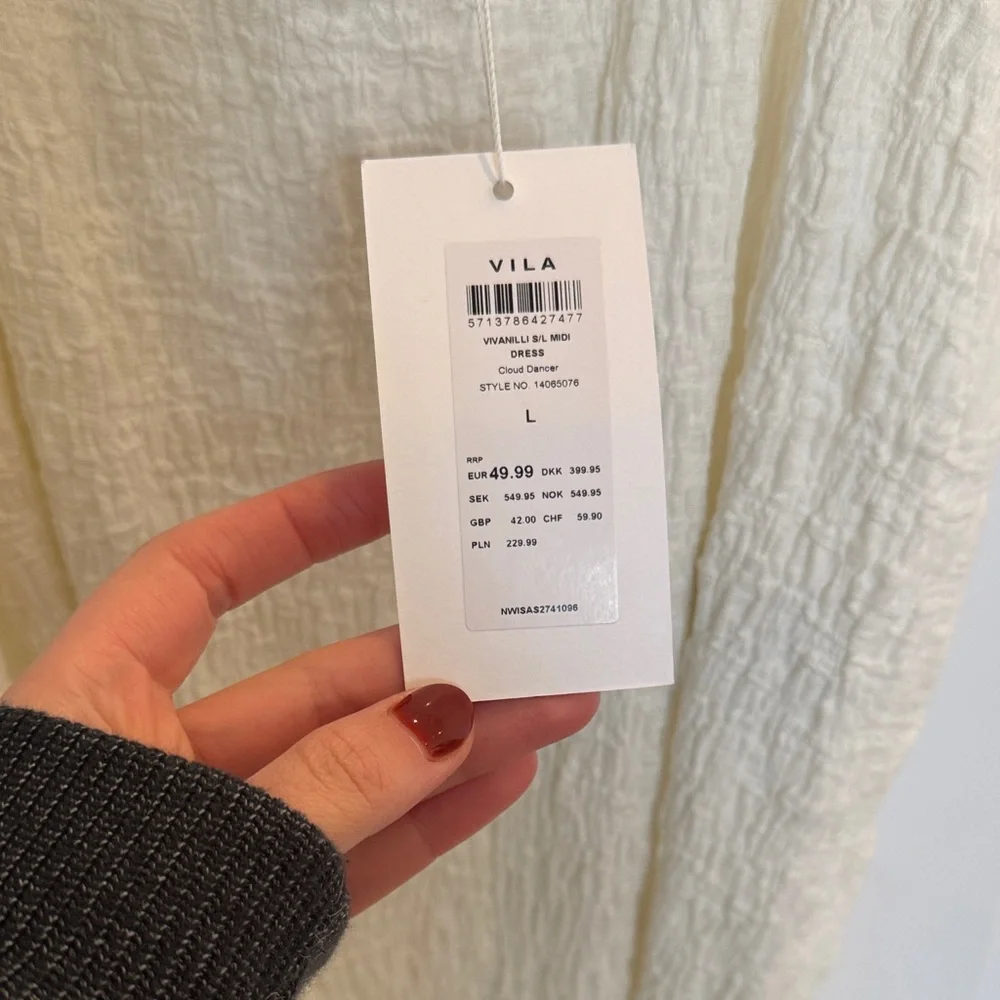 VILA
5713786427477
VIVANILLI S/L MIDI
DRESS
Cloud Dancer
STYLE NO. 14065076
L
RRP
EUR 49.99 DKK 399.95
SEK 549.95 NOK 549.95
GBP 42.00 CHF 59.90
PLN 229.99
NWISAS2741096